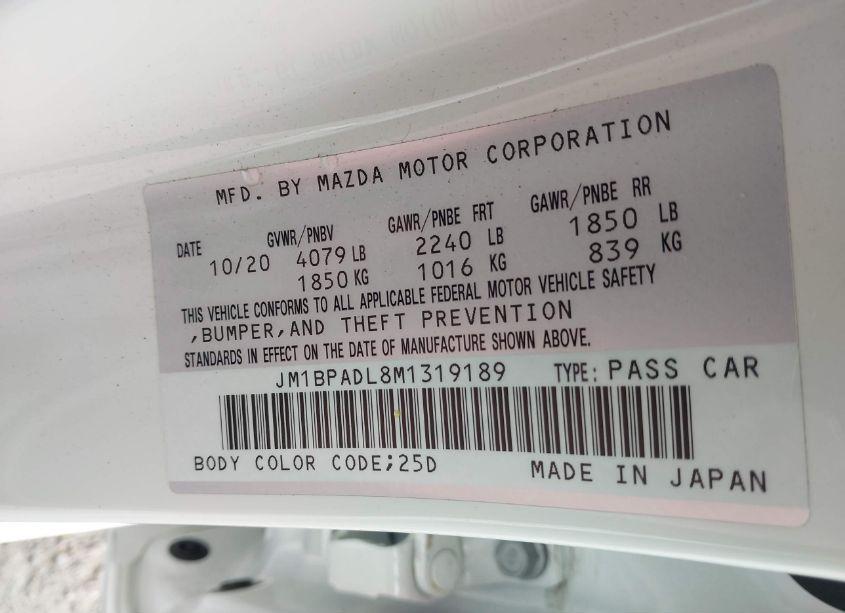 MFD. BY MAZDA MOTOR CORPORATION
DATE GVWR/PNBV GAWR/PNBE FRT GAWR/PNBE RR
10/20 4079 LB 2240 LB 1850 LB
1850 KG 1016 KG 839 KG
THIS VEHICLE CONFORMS TO ALL APPLICABLE FEDERAL MOTOR VEHICLE SAFETY
,BUMPER,AND THEFT PREVENTION
STANDARDS IN EFFECT ON THE DATE OF MANUFACTURE SHOWN ABOVE.
JM1BPADL8M1319189 TYPE: PASS CAR
BODY COLOR CODE;25D MADE IN JAPAN